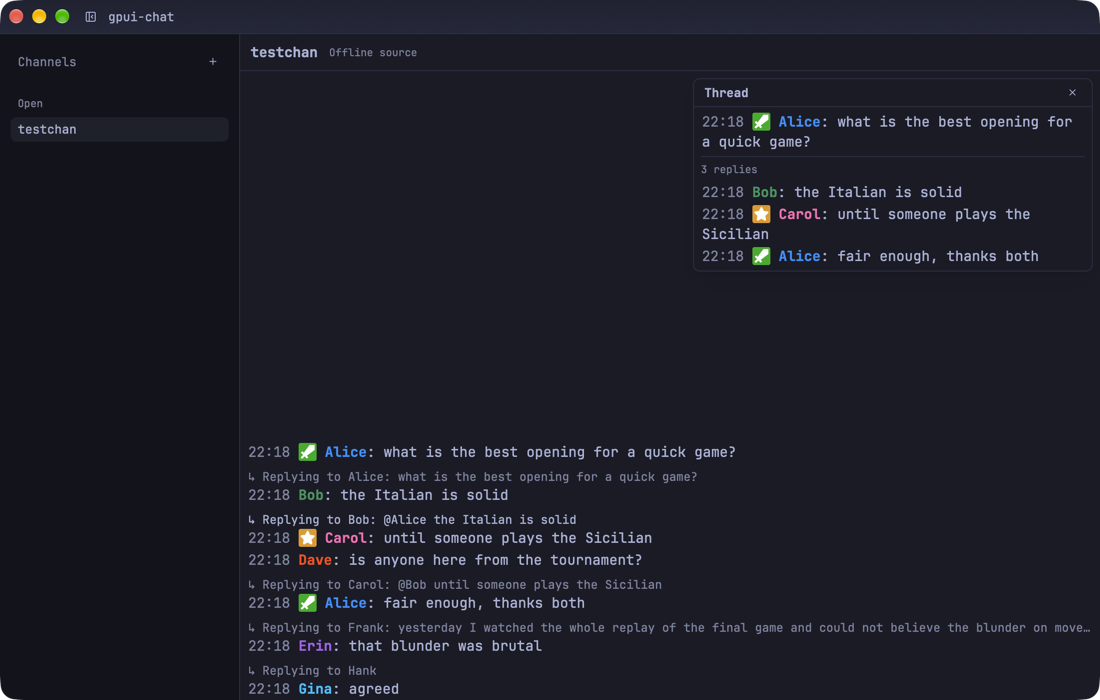 gpui-chat
Channels +
Open
testchan
testchan Offline source
Thread ×
22:18 Alice: what is the best opening for
a quick game?
3 replies
22:18 Bob: the Italian is solid
22:18 Carol: until someone plays the
Sicilian
22:18 Alice: fair enough, thanks both
22:18 Alice: what is the best opening for a quick game?
↳ Replying to Alice: what is the best opening for a quick game?
22:18 Bob: the Italian is solid
↳ Replying to Bob: @Alice the Italian is solid
22:18 Carol: until someone plays the Sicilian
22:18 Dave: is anyone here from the tournament?
↳ Replying to Carol: @Bob until someone plays the Sicilian
22:18 Alice: fair enough, thanks both
↳ Replying to Frank: yesterday I watched the whole replay of the final game and could not believe the blunder on move…
22:18 Erin: that blunder was brutal
↳ Replying to Hank
22:18 Gina: agreed